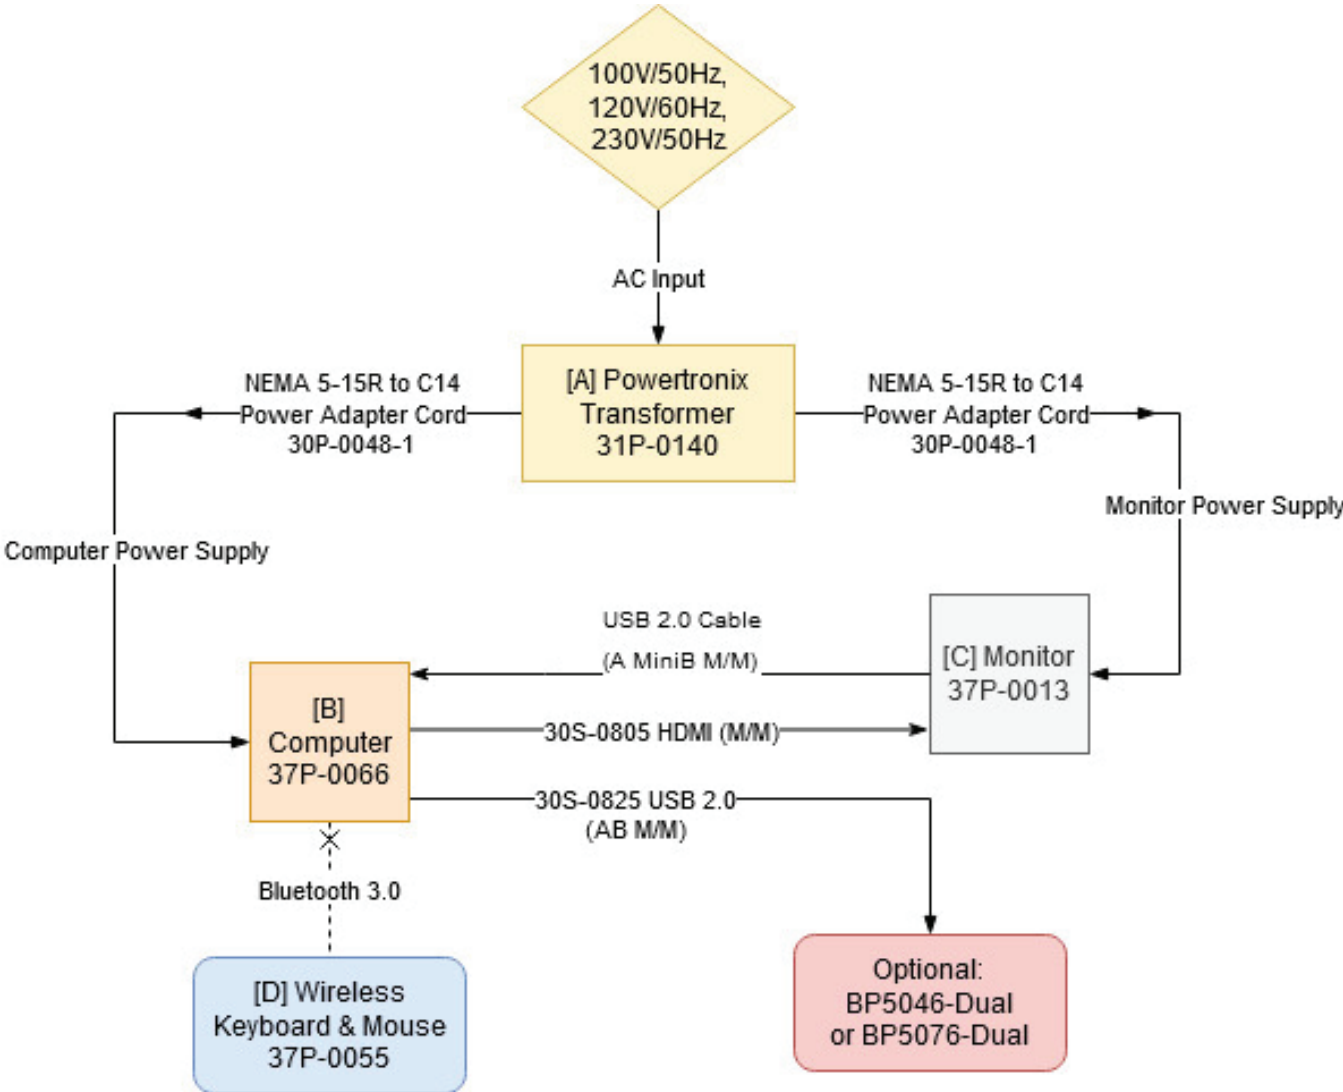 100V/50Hz,
120V/60Hz,
230V/50Hz
AC Input
[A] Powertronix
Transformer
31P-0140
NEMA 5-15R to C14
Power Adapter Cord
30P-0048-1
NEMA 5-15R to C14
Power Adapter Cord
30P-0048-1
Computer Power Supply
Monitor Power Supply
USB 2.0 Cable
(A MiniB M/M)
[C] Monitor
37P-0013
[B]
Computer
37P-0066
30S-0805 HDMI (M/M)
30S-0825 USB 2.0
(AB M/M)
Bluetooth 3.0
[D] Wireless
Keyboard & Mouse
37P-0055
Optional:
BP5046-Dual
or BP5076-Dual